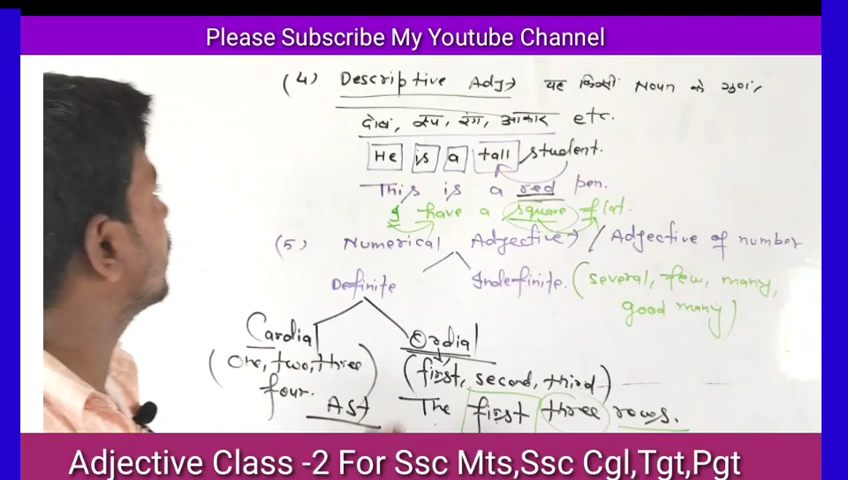 Please Subscribe My Youtube Channel
(4) Descriptive Adj→ यह किसी Noun के गुण,
दोष, रूप, रंग, आकार etc.
He is a tall student.
This is a red pen.
I have a square flat.
(5) Numerical Adjective→ / Adjective of number
Definite Indefinite. (several, few, many,
good many)
Cardial Ordial
(One, two, three (first, second, third)
four.
Ast The first three rows.
Adjective Class -2 For Ssc Mts,Ssc Cgl,Tgt,Pgt